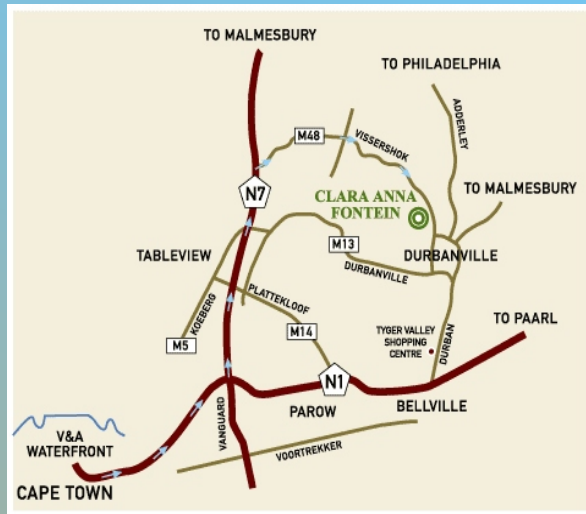 TO MALMESBURY
TO PHILADELPHIA
ADDERLEY
M48
VISSERSHOK
N7
CLARA ANNA
FONTEIN
TO MALMESBURY
M13
TABLEVIEW
DURBANVILLE
DURBANVILLE
KOEBERG
PLATTEKLOOF
M14
M5
TYGER VALLEY
SHOPPING
CENTRE
DURBAN
TO PAARL
N1
PAROW
BELLVILLE
VANGUARD
V&A
WATERFRONT
VOORTREKKER
CAPE TOWN